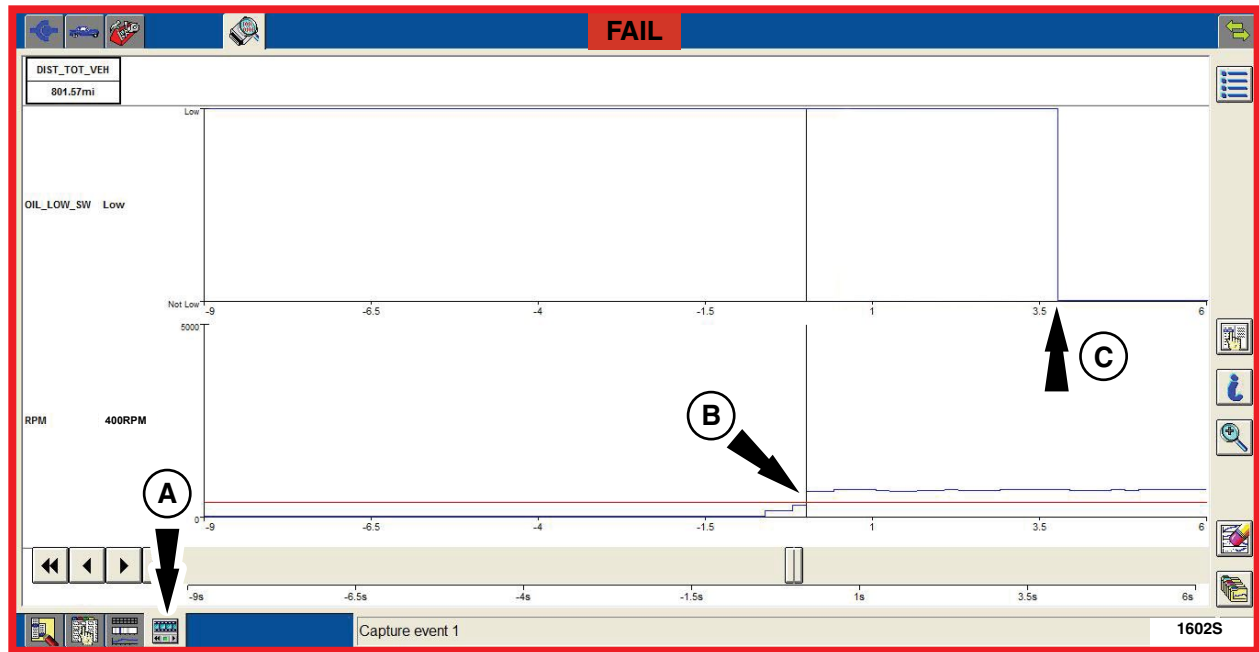 FAIL
DIST_TOT_VEH
801.57mi
Low
OIL_LOW_SW Low
Not Low
-9 -6.5 -4 -1.5 1 3.5 6
C
5000
B
RPM 400RPM
A
0
-9 -6.5 -4 -1.5 1 3.5 6
-9s -6.5s -4s -1.5s 1s 3.5s 6s
Capture event 1
1602S